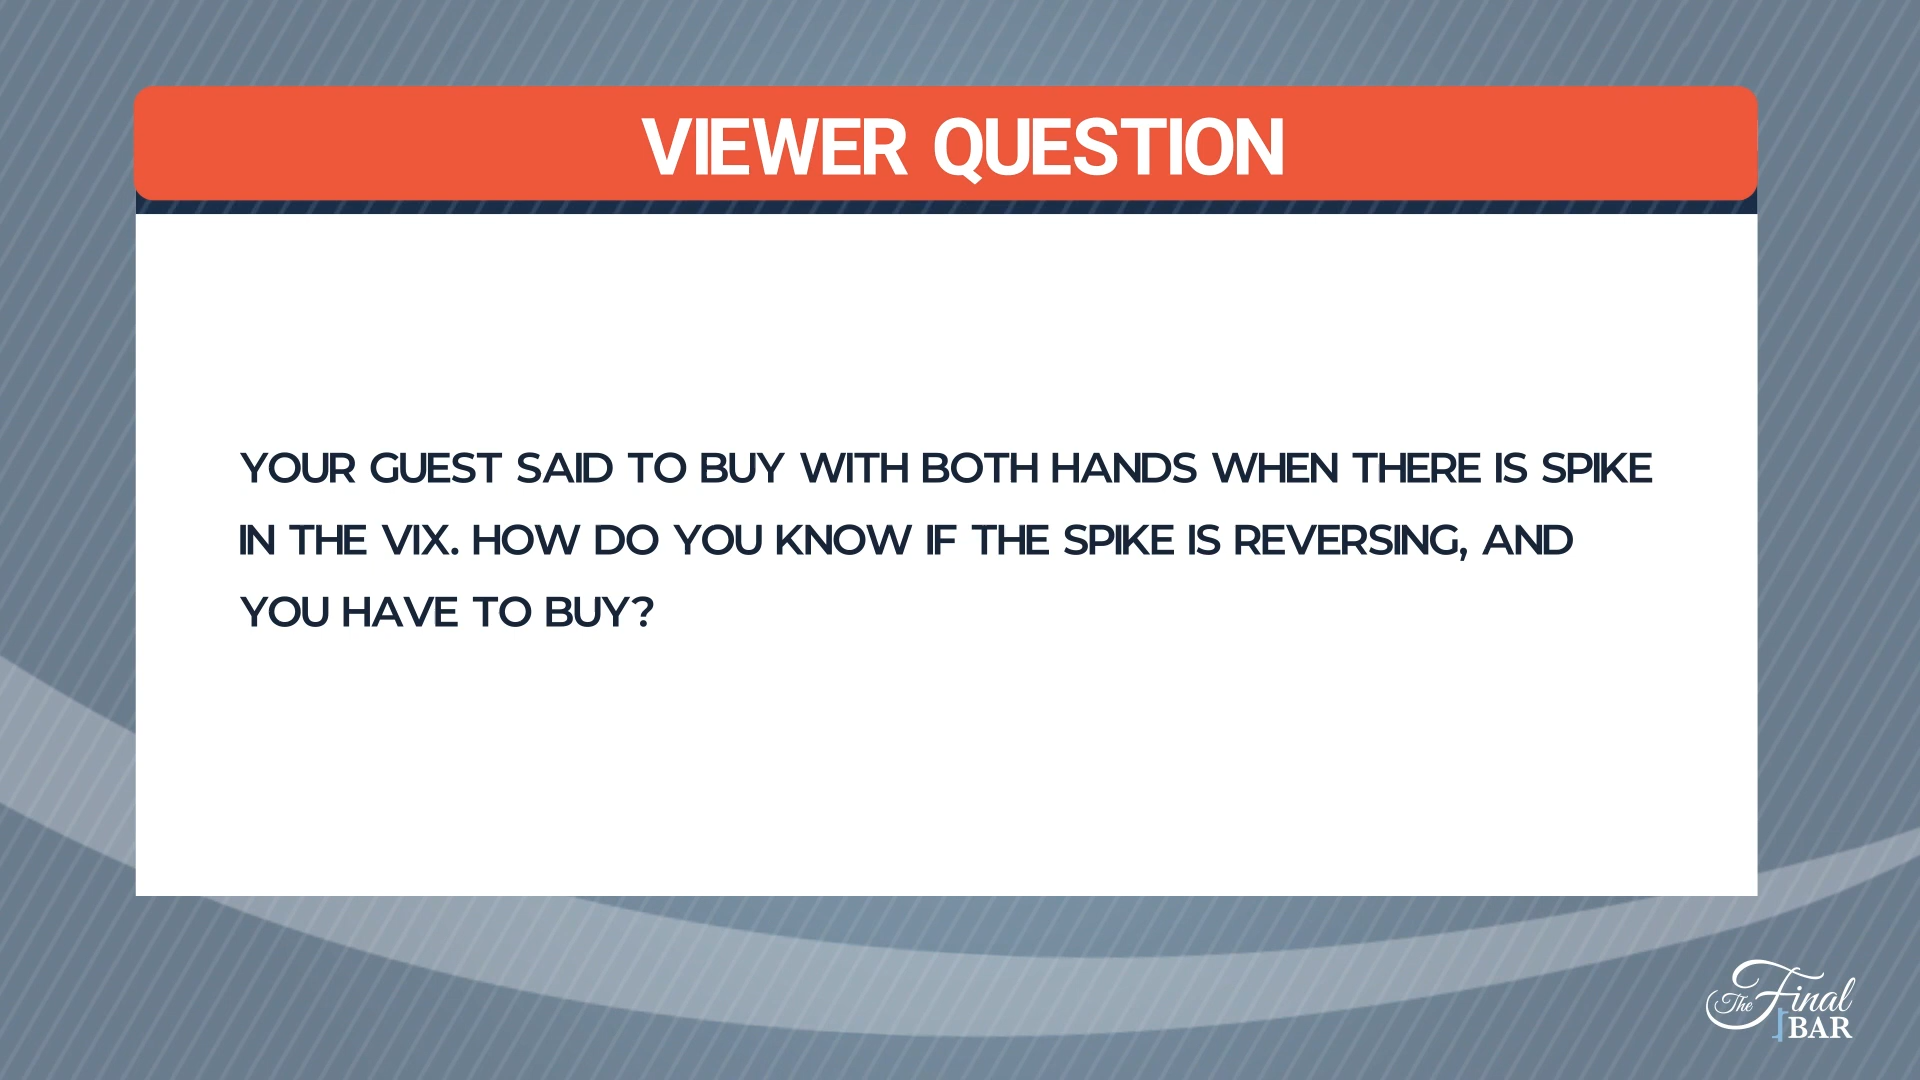 VIEWER QUESTION
YOUR GUEST SAID TO BUY WITH BOTH HANDS WHEN THERE IS SPIKE
IN THE VIX. HOW DO YOU KNOW IF THE SPIKE IS REVERSING, AND
YOU HAVE TO BUY?
The Final
BAR